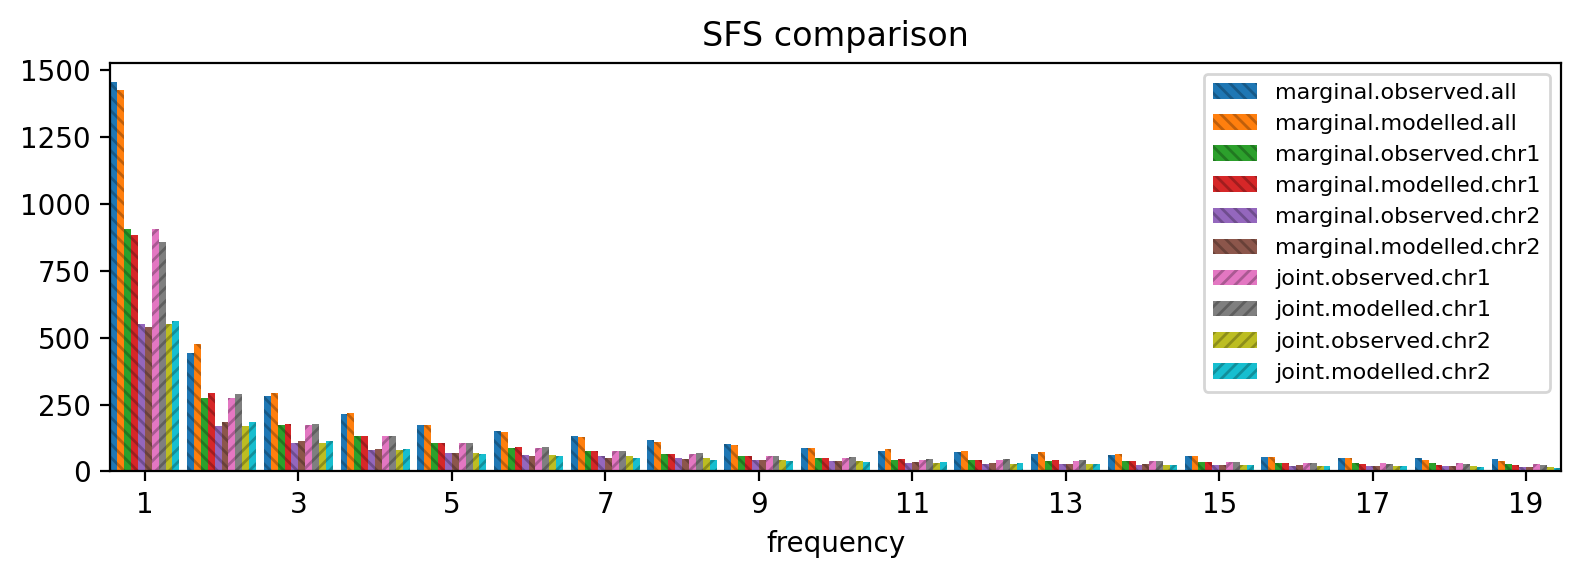 SFS comparison
1500
1250
1000
750
500
250
0
marginal.observed.all
marginal.modelled.all
marginal.observed.chr1
marginal.modelled.chr1
marginal.observed.chr2
marginal.modelled.chr2
joint.observed.chr1
joint.modelled.chr1
joint.observed.chr2
joint.modelled.chr2
1 3 5 7 9 11 13 15 17 19
frequency